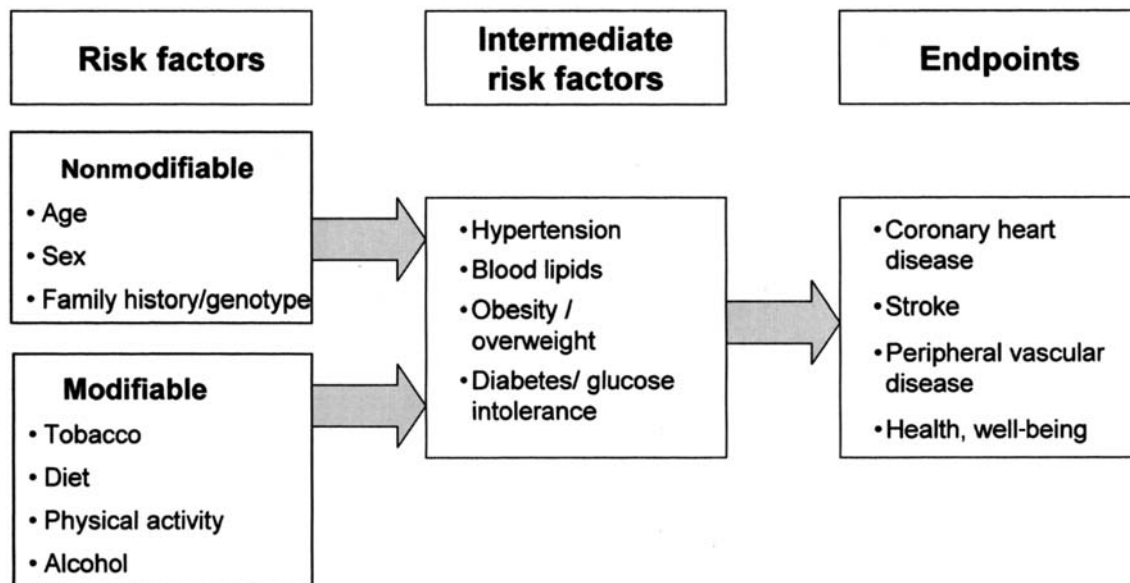 Risk factors
Intermediate
risk factors
Endpoints
Nonmodifiable
• Age
• Sex
• Family history/genotype
Modifiable
• Tobacco
• Diet
• Physical activity
• Alcohol
•Hypertension
•Blood lipids
•Obesity /
overweight
•Diabetes/ glucose
intolerance
•Coronary heart
disease
•Stroke
•Peripheral vascular
disease
•Health, well-being